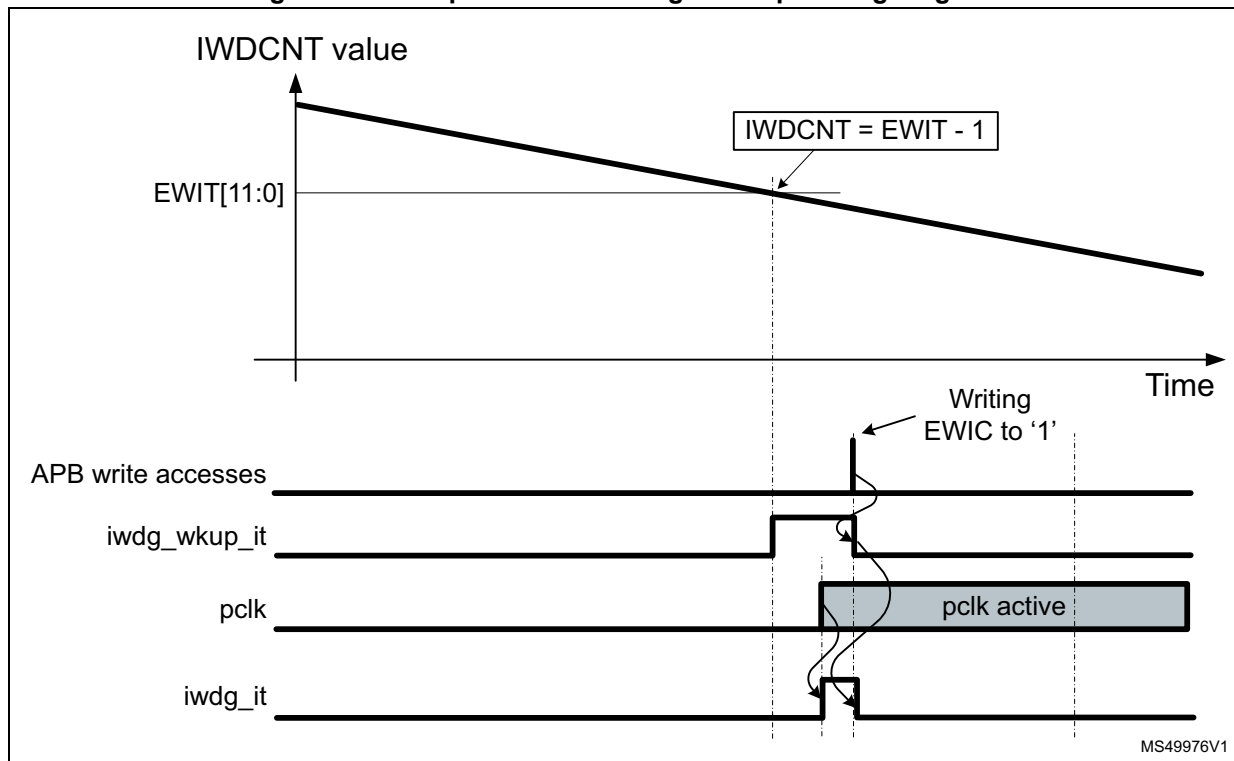 IWDCNT value
IWDCNT = EWIT - 1
EWIT[11:0]
Time
Writing
EWIC to ‘1’
APB write accesses
iwdg_wkup_it
pclk
pclk active
iwdg_it
MS49976V1